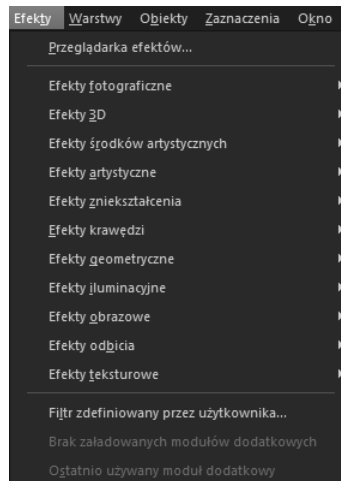 Efekty Warstwy Obiekty Zaznaczenia Okno
Przeglądarka efektów...
Efekty fotograficzne
Efekty 3D
Efekty środków artystycznych
Efekty artystyczne
Efekty zniekształcenia
Efekty krawędzi
Efekty geometryczne
Efekty iluminacyjne
Efekty obrazowe
Efekty odbicia
Efekty teksturowe
Filtr zdefiniowany przez użytkownika...
Brak załadowanych modułów dodatkowych
Ostatnio używany moduł dodatkowy